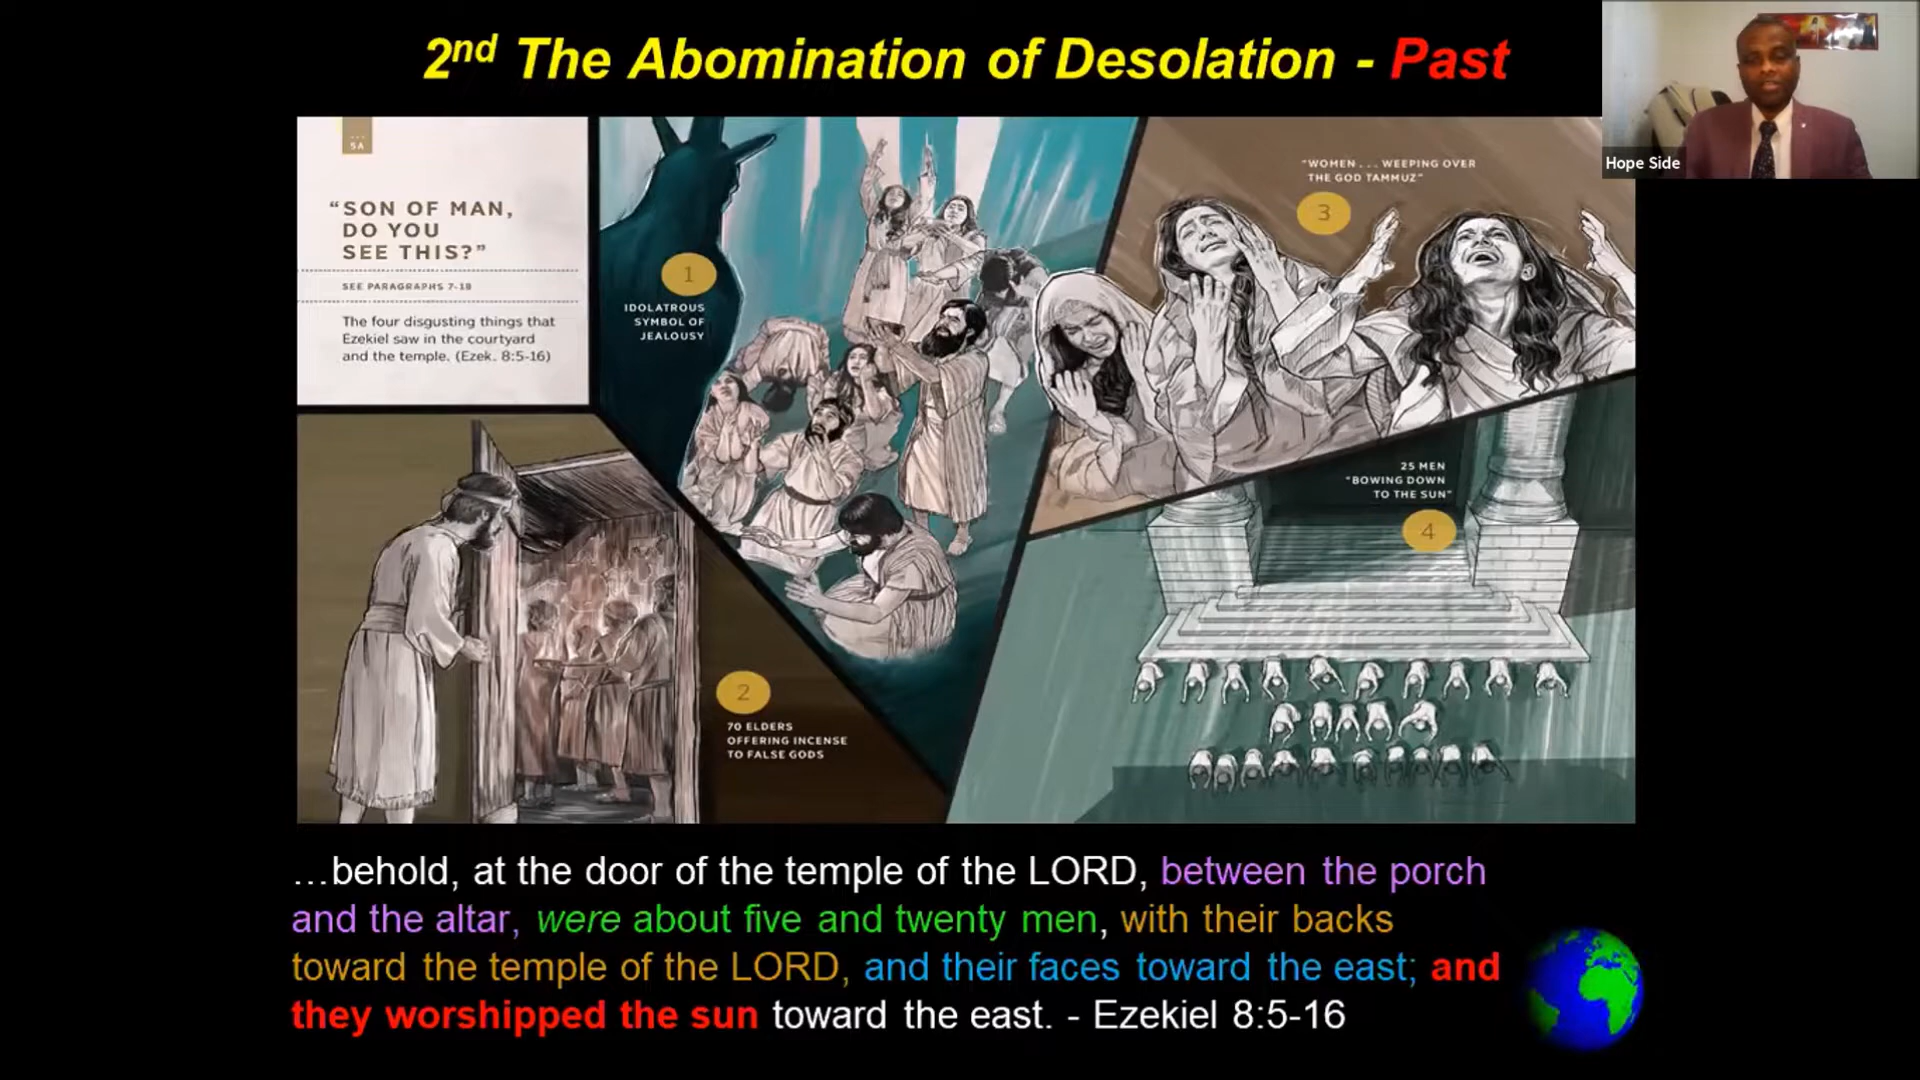 2nd The Abomination of Desolation - Past
Hope Side
5A
"SON OF MAN,
DO YOU
SEE THIS?"
SEE PARAGRAPHS 7-18
The four disgusting things that
Ezekiel saw in the courtyard
and the temple. (Ezek. 8:5-16)
1
IDOLATROUS
SYMBOL OF
JEALOUSY
"WOMEN . . . WEEPING OVER
THE GOD TAMMUZ"
3
2
70 ELDERS
OFFERING INCENSE
TO FALSE GODS
25 MEN
"BOWING DOWN
TO THE SUN"
4
…behold, at the door of the temple of the LORD, between the porch
and the altar, were about five and twenty men, with their backs
toward the temple of the LORD, and their faces toward the east; and
they worshipped the sun toward the east. - Ezekiel 8:5-16